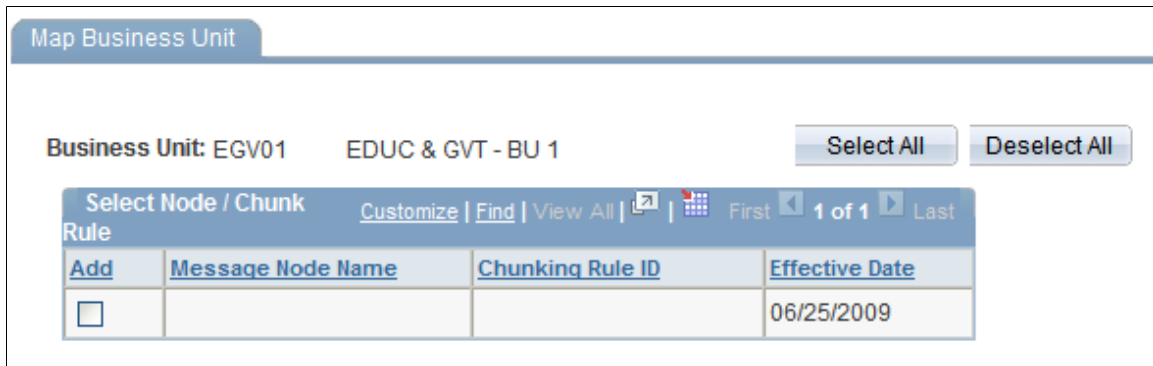 Map Business Unit
Business Unit: EGV01 EDUC & GVT - BU 1 Select All Deselect All
Select Node / Chunk Rule Customize | Find | View All | | First 1 of 1 Last
Add Message Node Name Chunking Rule ID Effective Date
06/25/2009